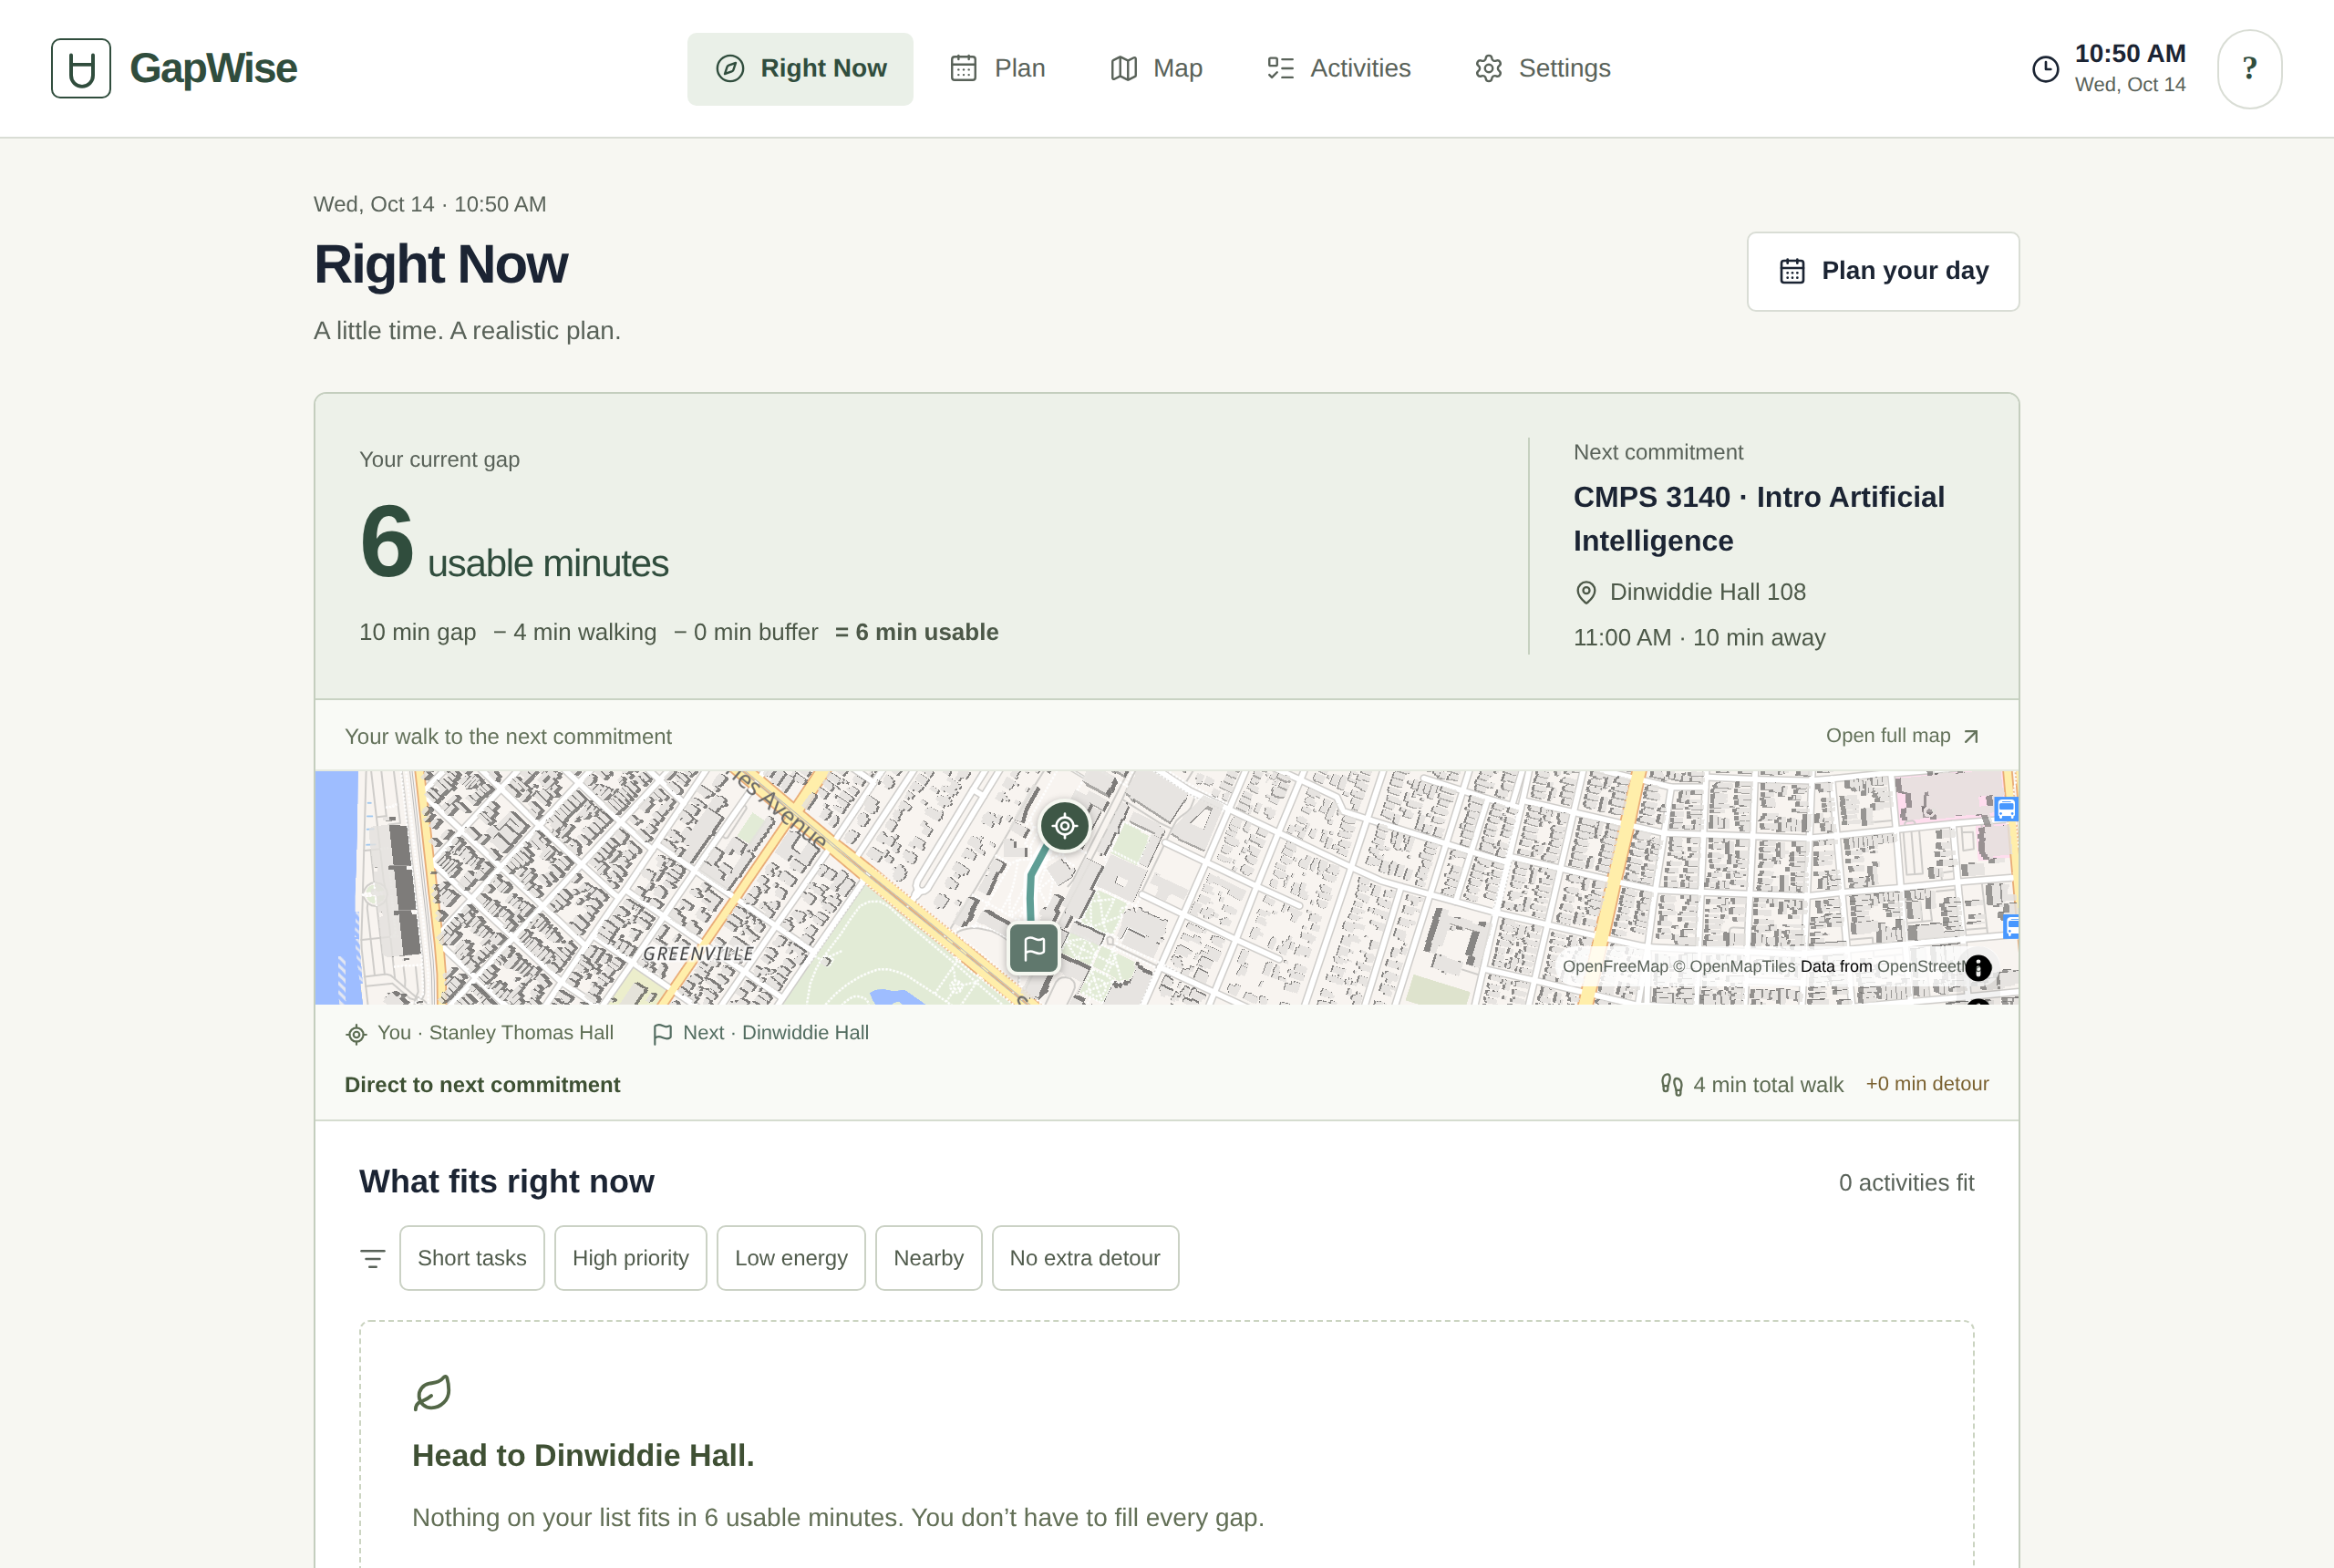 GapWise
Right Now
Plan
Map
Activities
Settings
10:50 AM
Wed, Oct 14
?
Wed, Oct 14 · 10:50 AM
Right Now
A little time. A realistic plan.
Plan your day
Your current gap
6 usable minutes
10 min gap − 4 min walking − 0 min buffer = 6 min usable
Next commitment
CMPS 3140 · Intro Artificial
Intelligence
Dinwiddie Hall 108
11:00 AM · 10 min away
Your walk to the next commitment
Open full map
les Avenue
GREENVILLE
OpenFreeMap © OpenMapTiles Data from OpenStreet
You · Stanley Thomas Hall
Next · Dinwiddie Hall
Direct to next commitment
4 min total walk
+0 min detour
What fits right now
0 activities fit
Short tasks
High priority
Low energy
Nearby
No extra detour
Head to Dinwiddie Hall.
Nothing on your list fits in 6 usable minutes. You don’t have to fill every gap.